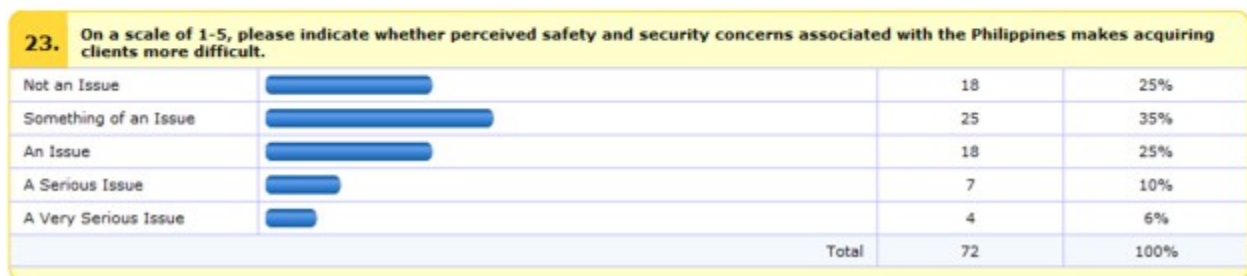 23. On a scale of 1-5, please indicate whether perceived safety and security concerns associated with the Philippines makes acquiring
clients more difficult.
Not an Issue 18 25%
Something of an Issue 25 35%
An Issue 18 25%
A Serious Issue 7 10%
A Very Serious Issue 4 6%
Total 72 100%